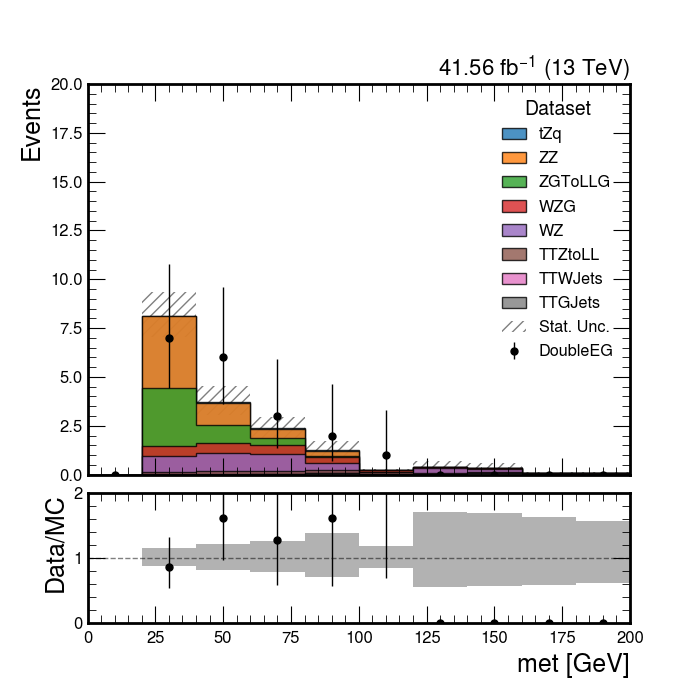 41.56 fb⁻¹ (13 TeV)
Events
20.0
17.5
15.0
12.5
10.0
7.5
5.0
2.5
0.0
Dataset
tZq
ZZ
ZGToLLG
WZG
WZ
TTZtoLL
TTWJets
TTGJets
Stat. Unc.
DoubleEG
Data/MC
2
1
0
0 25 50 75 100 125 150 175 200
met [GeV]